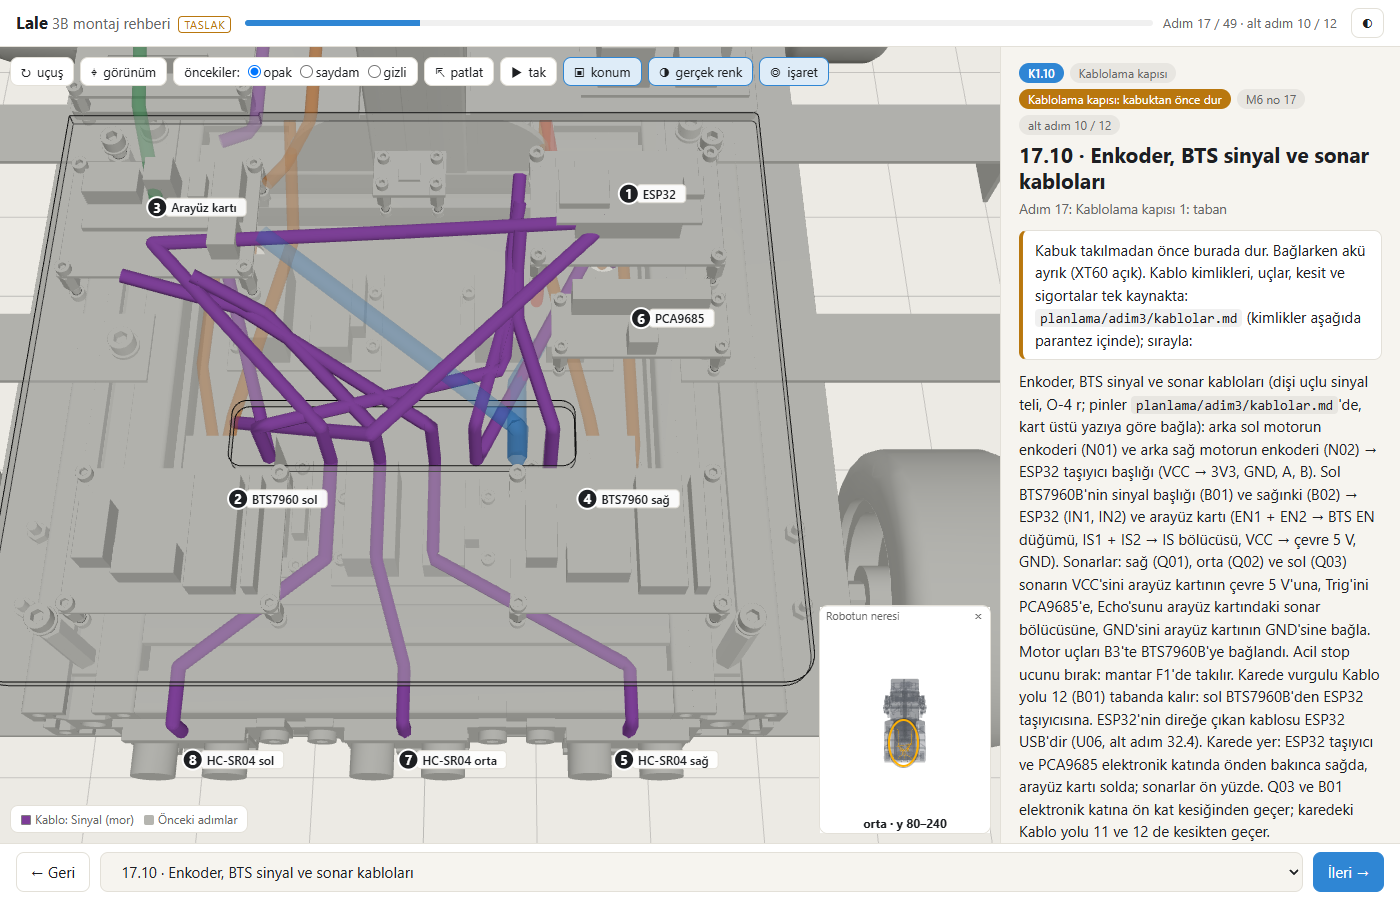 Lale 3B montaj rehberi TASLAK
Adım 17 / 49 · alt adım 10 / 12
uçuş
görünüm
öncekiler: opak saydam gizli
patlat
tak
konum
gerçek renk
işaret
1 ESP32
3 Arayüz kartı
6 PCA9685
2 BTS7960 sol
4 BTS7960 sağ
8 HC-SR04 sol
7 HC-SR04 orta
5 HC-SR04 sağ
Kablo: Sinyal (mor) Önceki adımlar
Robotun neresi ×
orta · y 80–240
K1.10 Kablolama kapısı
Kablolama kapısı: kabuktan önce dur M6 no 17
alt adım 10 / 12
17.10 · Enkoder, BTS sinyal ve sonar
kabloları
Adım 17: Kablolama kapısı 1: taban
Kabuk takılmadan önce burada dur. Bağlarken akü
ayrık (XT60 açık). Kablo kimlikleri, uçlar, kesit ve
sigortalar tek kaynakta:
planlama/adim3/kablolar.md (kimlikler aşağıda
parantez içinde); sırayla:
Enkoder, BTS sinyal ve sonar kabloları (dişi uçlu sinyal
teli, O-4 r; pinler planlama/adim3/kablolar.md 'de,
kart üstü yazıya göre bağla): arka sol motorun
enkoderi (N01) ve arka sağ motorun enkoderi (N02) →
ESP32 taşıyıcı başlığı (VCC → 3V3, GND, A, B). Sol
BTS7960B'nin sinyal başlığı (B01) ve sağınki (B02) →
ESP32 (IN1, IN2) ve arayüz kartı (EN1 + EN2 → BTS EN
düğümü, IS1 + IS2 → IS bölücüsü, VCC → çevre 5 V,
GND). Sonarlar: sağ (Q01), orta (Q02) ve sol (Q03)
sonarın VCC'sini arayüz kartının çevre 5 V'una, Trig'ini
PCA9685'e, Echo'sunu arayüz kartındaki sonar
bölücüsüne, GND'sini arayüz kartının GND'sine bağla.
Motor uçları B3'te BTS7960B'ye bağlandı. Acil stop
ucunu bırak: mantar F1'de takılır. Karede vurgulu Kablo
yolu 12 (B01) tabanda kalır: sol BTS7960B'den ESP32
taşıyıcısına. ESP32'nin direğe çıkan kablosu ESP32
USB'dir (U06, alt adım 32.4). Karede yer: ESP32 taşıyıcı
ve PCA9685 elektronik katında önden bakınca sağda,
arayüz kartı solda; sonarlar ön yüzde. Q03 ve B01
elektronik katına ön kat kesiğinden geçer; karedeki
Kablo yolu 11 ve 12 de kesikten geçer.
← Geri
17.10 · Enkoder, BTS sinyal ve sonar kabloları
İleri →